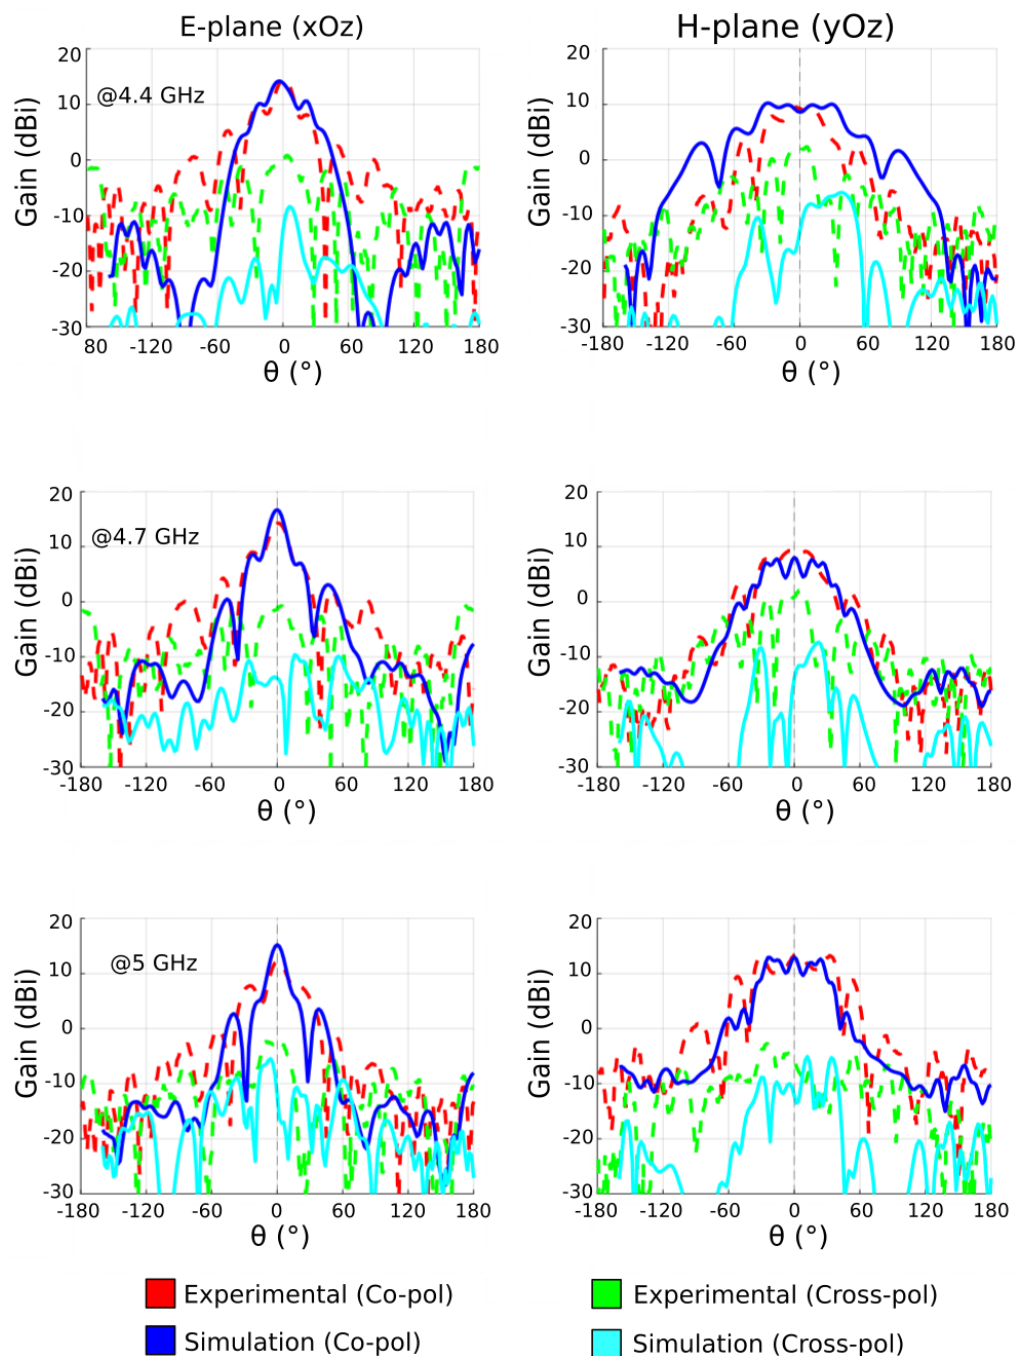 E-plane (xOz)
H-plane (yOz)
20
10
0
-10
-20
-30
Gain (dBi)
@4.4 GHz
80 -120 -60 0 60 120 180
θ (°)
20
10
0
-10
-20
-30
Gain (dBi)
-180 -120 -60 0 60 120 180
θ (°)
20
10
0
-10
-20
-30
Gain (dBi)
@4.7 GHz
-180 -120 -60 0 60 120 180
θ (°)
20
10
0
-10
-20
-30
Gain (dBi)
-180 -120 -60 0 60 120 180
θ (°)
20
10
0
-10
-20
-30
Gain (dBi)
@5 GHz
-180 -120 -60 0 60 120 180
θ (°)
20
10
0
-10
-20
-30
Gain (dBi)
-180 -120 -60 0 60 120 180
θ (°)
Experimental (Co-pol)
Experimental (Cross-pol)
Simulation (Co-pol)
Simulation (Cross-pol)